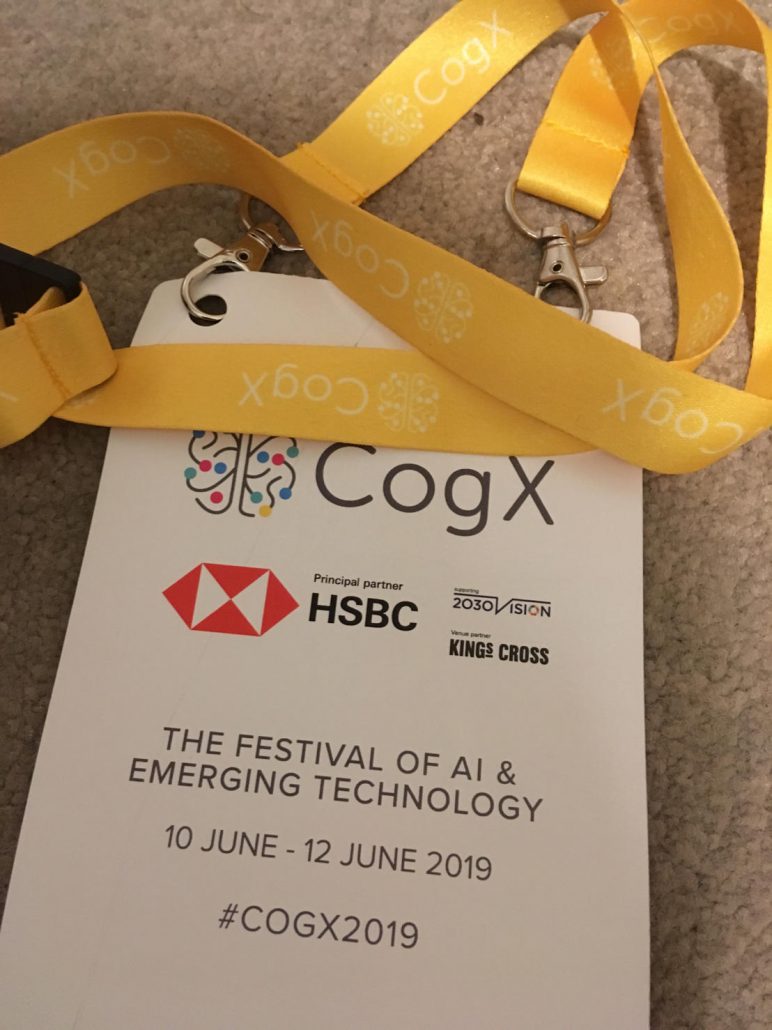 CogX
CogX
CogX
CogX
CogX
CogX
Principal partner
HSBC
supporting
2030VISION
Venue partner
KINGs CROSS
THE FESTIVAL OF AI &
EMERGING TECHNOLOGY
10 JUNE - 12 JUNE 2019
#COGX2019